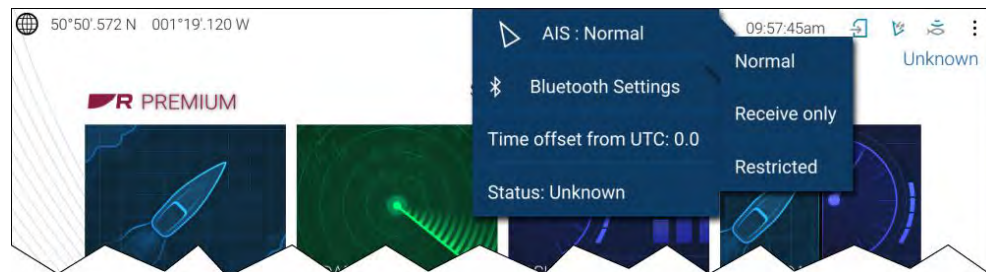 50°50'.572 N 001°19'.120 W
AIS : Normal
09:57:45am
Normal
Unknown
R PREMIUM
Bluetooth Settings
Receive only
Time offset from UTC: 0.0
Restricted
Status: Unknown